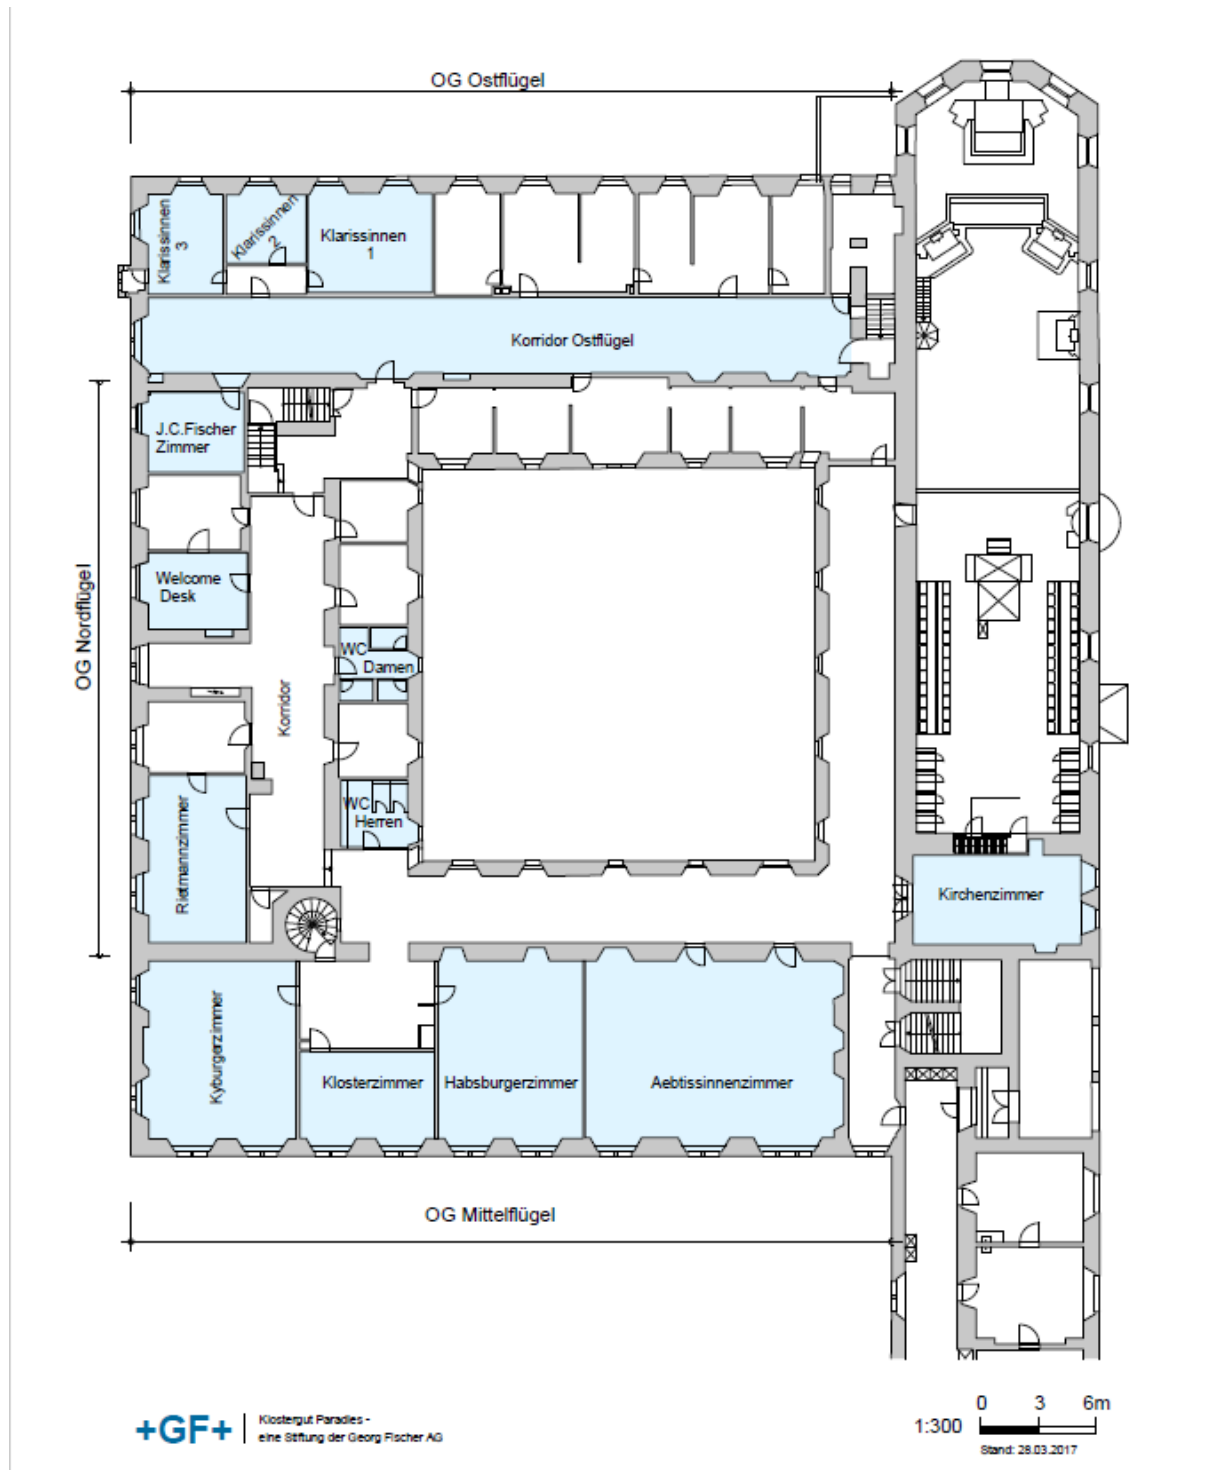 OG Ostflügel
Klarissinnen
3
Klarissinnen
2
Klarissinnen
1
Korridor Ostflügel
J.C.Fischer
Zimmer
Welcome
Desk
OG Nordflügel
WC
Damen
Korridor
WC
Herren
Rietmannzimmer
Kirchenzimmer
Kyburgerzimmer
Klosterzimmer
Habsburgerzimmer
Aebtissinnenzimmer
OG Mittelflügel
+GF+
Klostergut Paradies -
eine Stiftung der Georg Fischer AG
0 3 6m
1:300
Stand: 28.03.2017